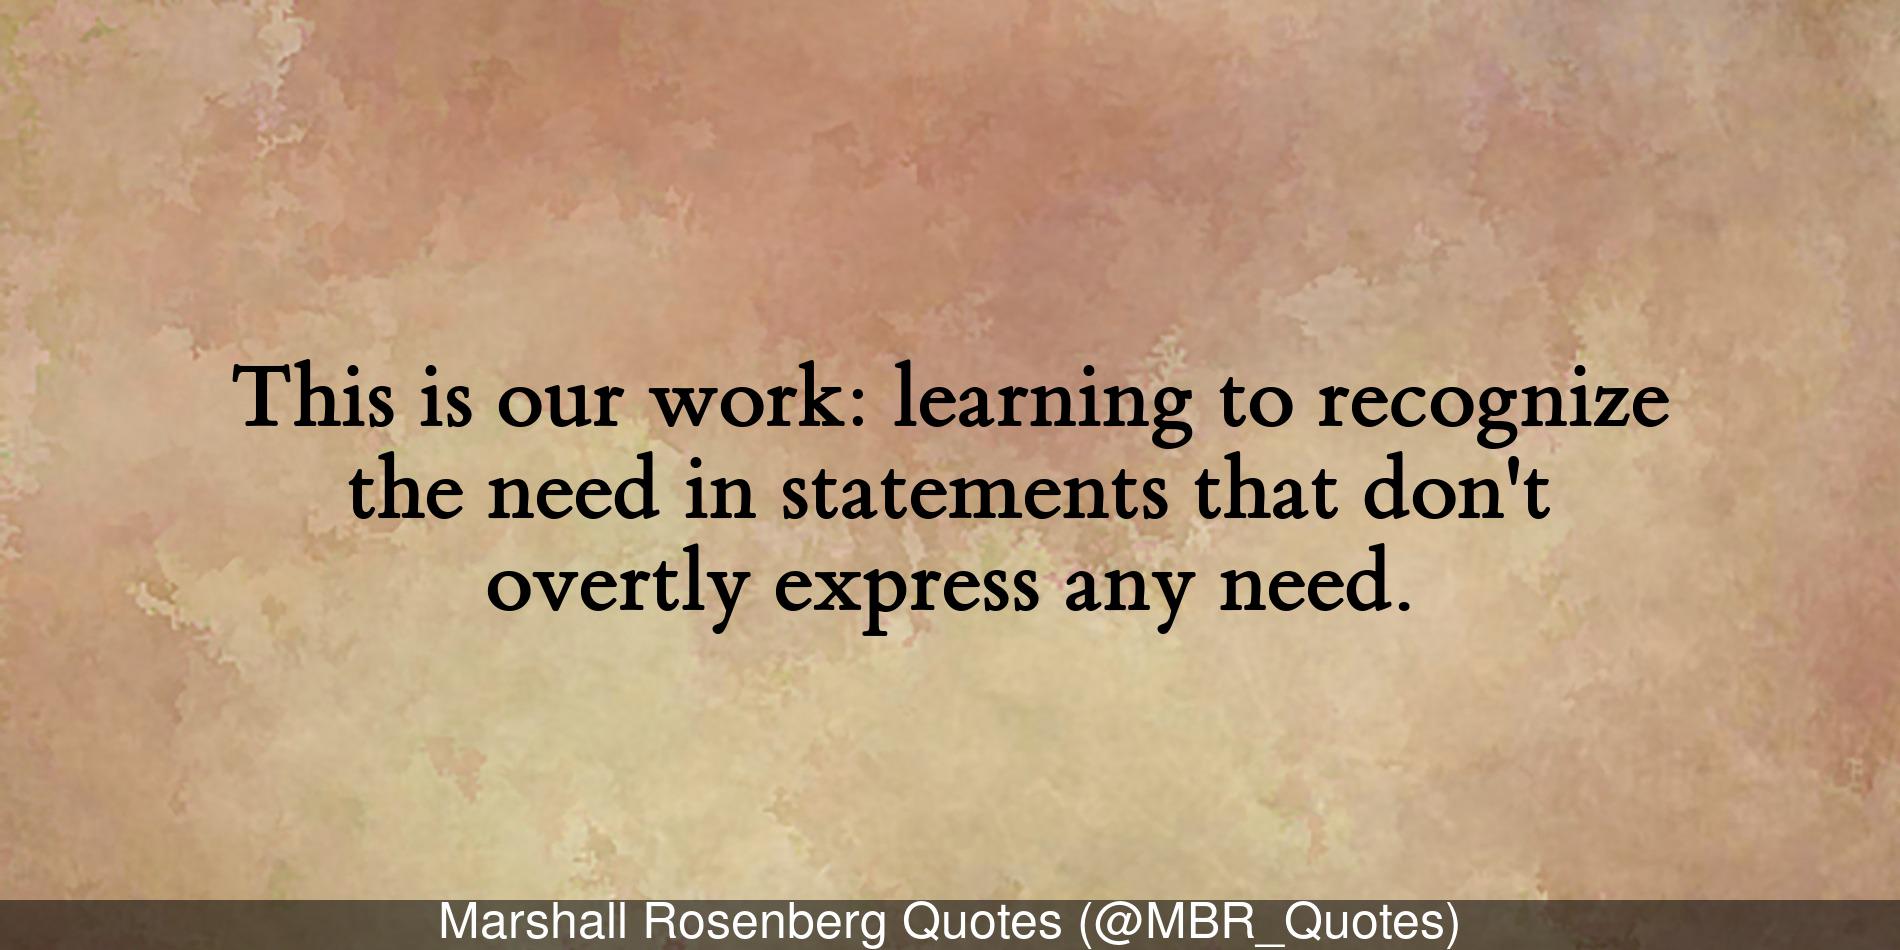 This is our work: learning to recognize
the need in statements that don't
overtly express any need.
Marshall Rosenberg Quotes (@MBR_Quotes)